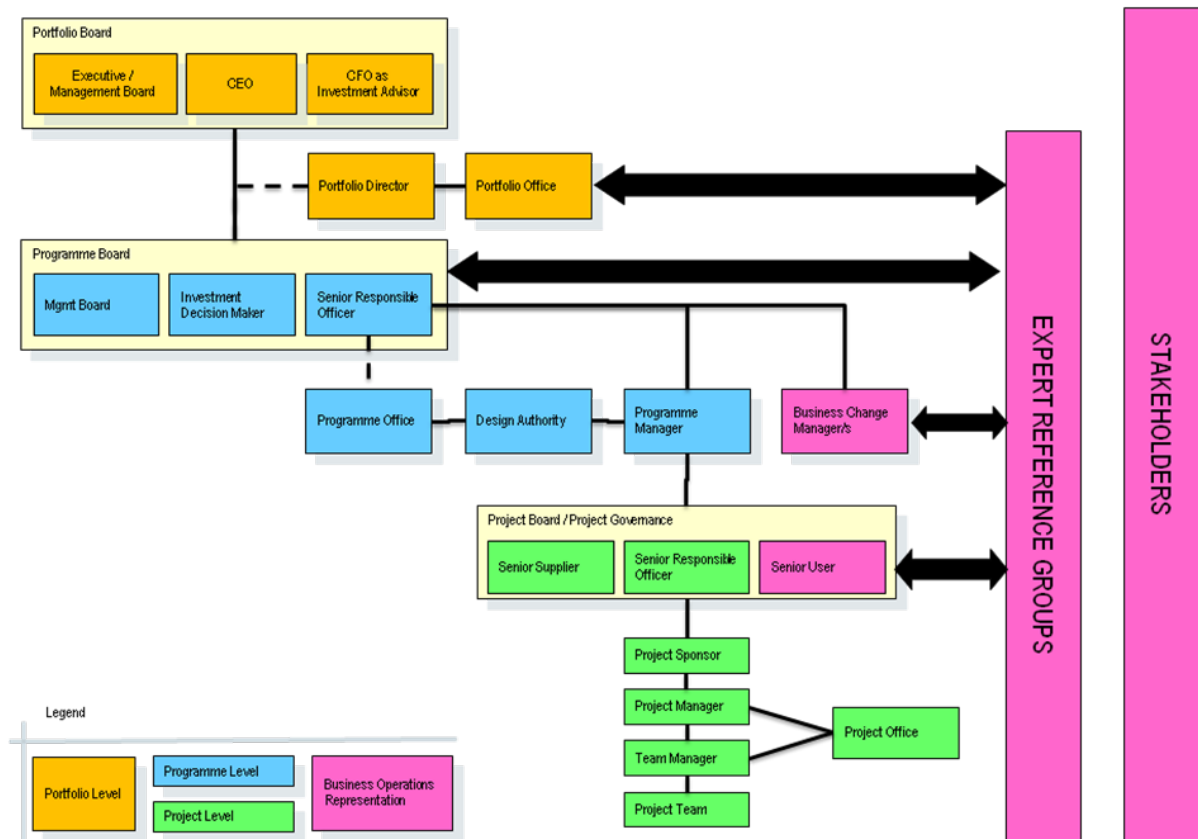 Portfolio Board
Executive /
Management Board
CEO
CFO as
Investment Advisor
Portfolio Director
Portfolio Office
Programme Board
Mgmt Board
Investment
Decision Maker
Senior Responsible
Officer
Programme Office
Design Authority
Programme
Manager
Business Change
Manager/s
Project Board / Project Governance
Senior Supplier
Senior Responsible
Officer
Senior User
Project Sponsor
Project Manager
Project Office
Team Manager
Project Team
EXPERT REFERENCE GROUPS
STAKEHOLDERS
Legend
Portfolio Level
Programme Level
Project Level
Business Operations
Representation